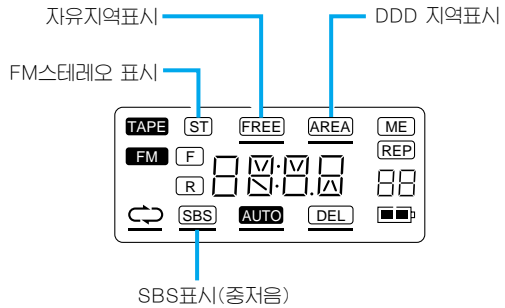 자유지역표시
DDD 지역표시
FM스테레오 표시
TAPE ST FREE AREA ME
FM F REP
R
SBS AUTO DEL
SBS표시(중저음)